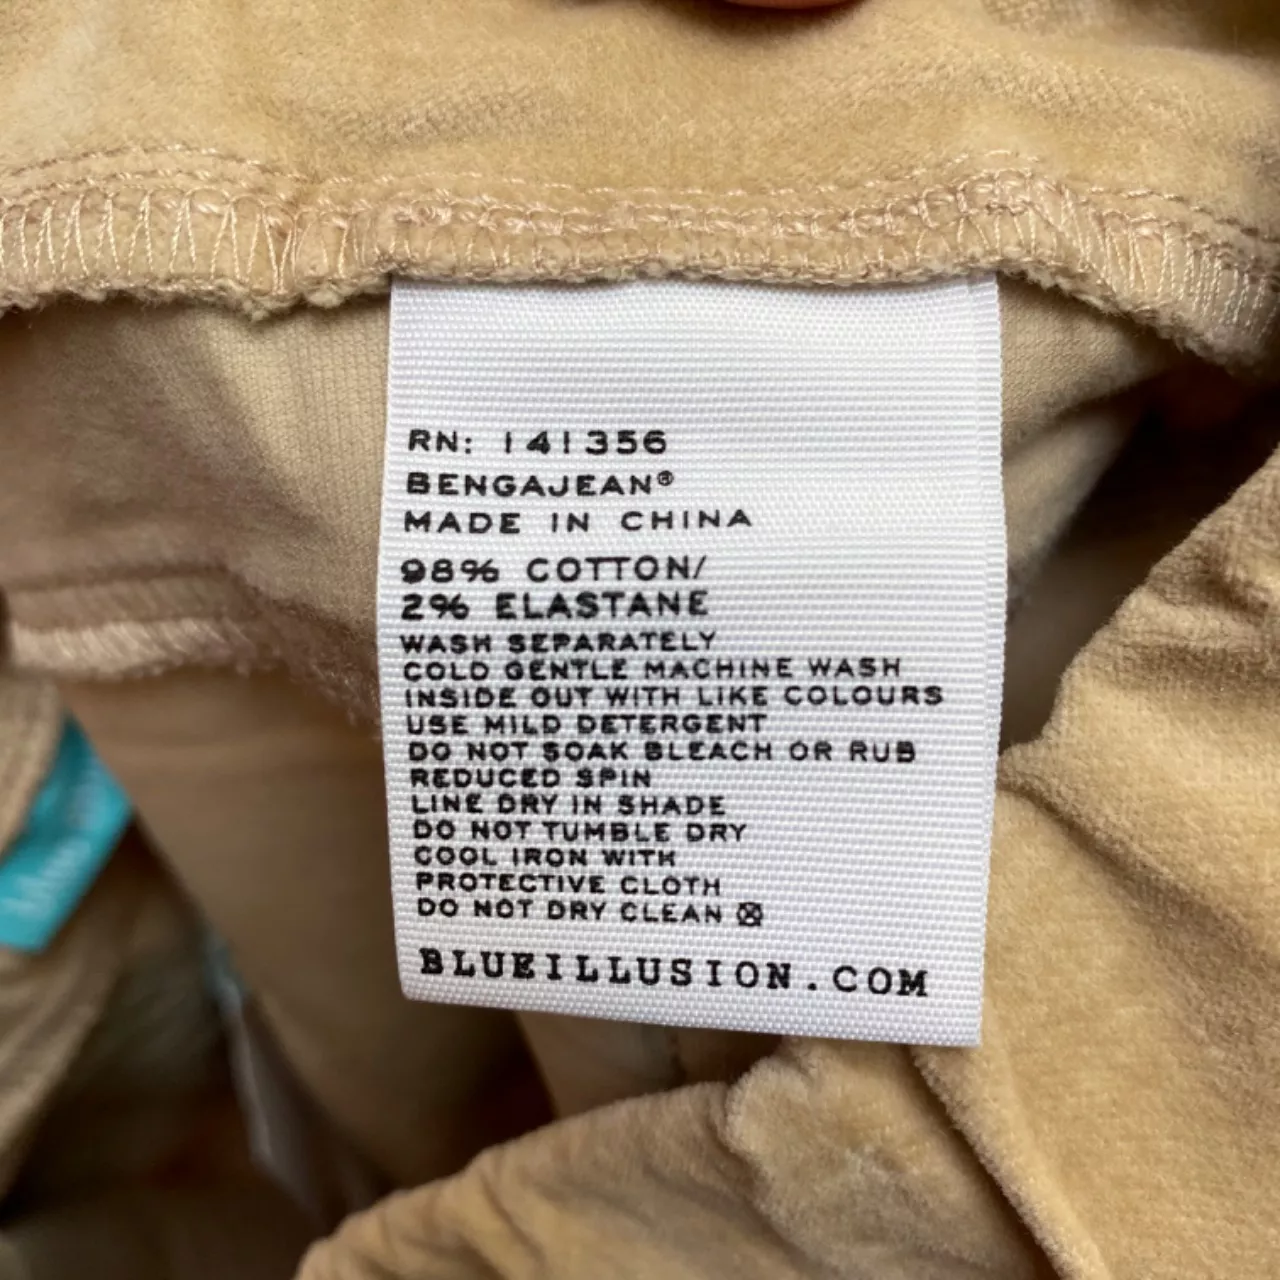 RN: 141356
BENGAJEAN®
MADE IN CHINA
98% COTTON/
2% ELASTANE
WASH SEPARATELY
COLD GENTLE MACHINE WASH
INSIDE OUT WITH LIKE COLOURS
USE MILD DETERGENT
DO NOT SOAK BLEACH OR RUB
REDUCED SPIN
LINE DRY IN SHADE
DO NOT TUMBLE DRY
COOL IRON WITH
PROTECTIVE CLOTH
DO NOT DRY CLEAN
BLUEILLUSION.COM